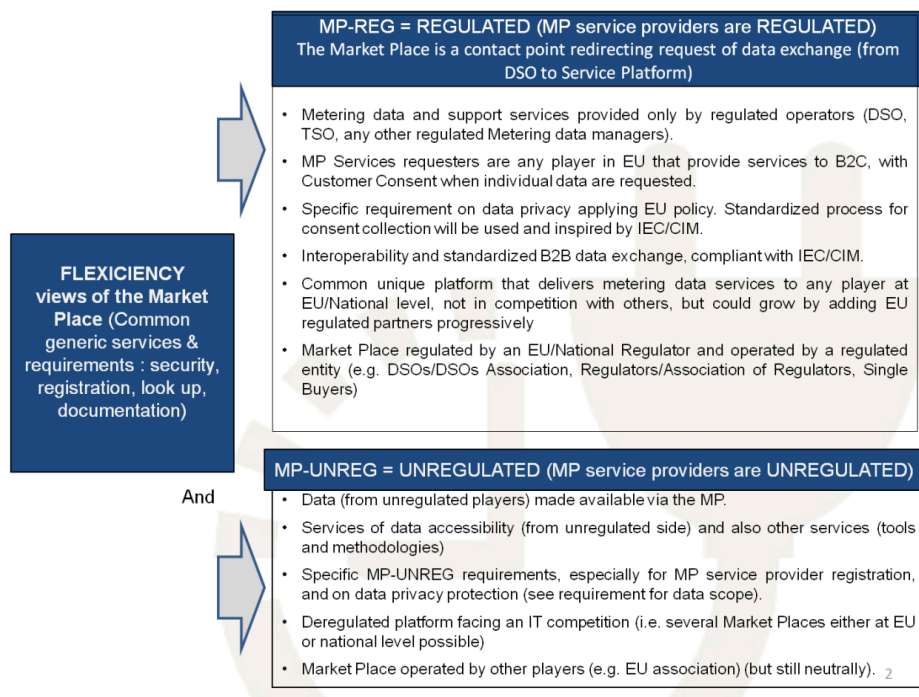 MP-REG = REGULATED (MP service providers are REGULATED)
The Market Place is a contact point redirecting request of data exchange (from
DSO to Service Platform)
• Metering data and support services provided only by regulated operators (DSO,
TSO, any other regulated Metering data managers).
• MP Services requesters are any player in EU that provide services to B2C, with
Customer Consent when individual data are requested.
• Specific requirement on data privacy applying EU policy. Standardized process for
consent collection will be used and inspired by IEC/CIM.
• Interoperability and standardized B2B data exchange, compliant with IEC/CIM.
• Common unique platform that delivers metering data services to any player at
EU/National level, not in competition with others, but could grow by adding EU
regulated partners progressively
• Market Place regulated by an EU/National Regulator and operated by a regulated
entity (e.g. DSOs/DSOs Association, Regulators/Association of Regulators, Single
Buyers)
FLEXICIENCY
views of the Market
Place (Common
generic services &
requirements : security,
registration, look up,
documentation)
And
MP-UNREG = UNREGULATED (MP service providers are UNREGULATED)
• Data (from unregulated players) made available via the MP.
• Services of data accessibility (from unregulated side) and also other services (tools
and methodologies)
• Specific MP-UNREG requirements, especially for MP service provider registration,
and on data privacy protection (see requirement for data scope).
• Deregulated platform facing an IT competition (i.e. several Market Places either at EU
or national level possible)
• Market Place operated by other players (e.g. EU association) (but still neutrally).
2